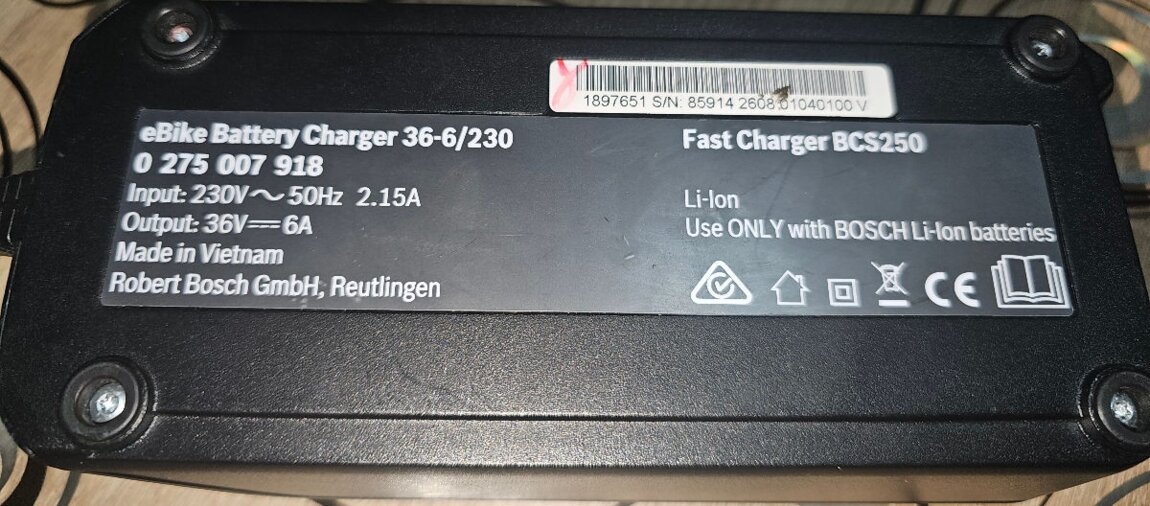 1897651 S/N: 85914 2608 01040100 V
eBike Battery Charger 36-6/230
0 275 007 918
Input: 230V～ 50Hz 2.15A
Output: 36V⎓6A
Made in Vietnam
Robert Bosch GmbH, Reutlingen
Fast Charger BCS250
Li-Ion
Use ONLY with BOSCH Li-Ion batteries
CE